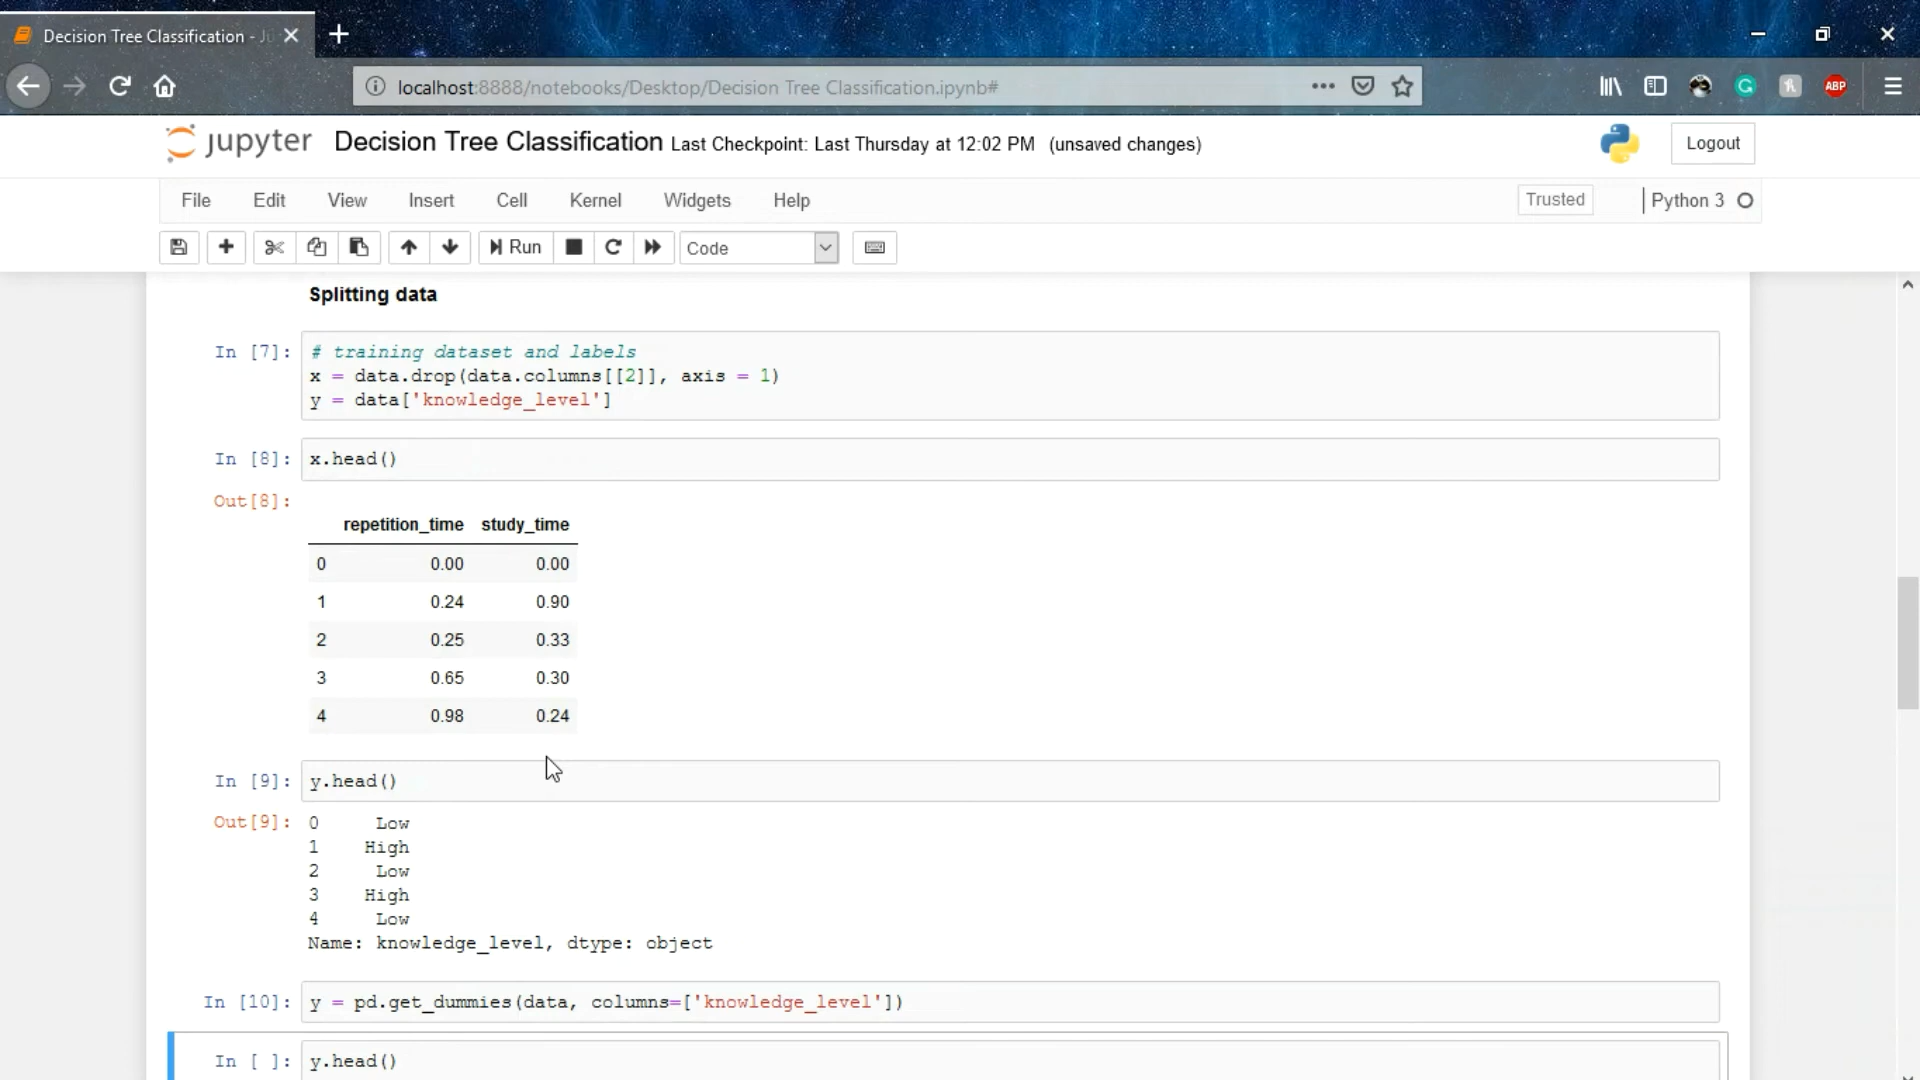 Decision Tree Classification - Ju
localhost:8888/notebooks/Desktop/Decision Tree Classification.ipynb#
ABP
jupyter Decision Tree Classification Last Checkpoint: Last Thursday at 12:02 PM (unsaved changes)
Logout
File Edit View Insert Cell Kernel Widgets Help
Trusted Python 3
Run Code
Splitting data
In [7]: # training dataset and labels
x = data.drop(data.columns[[2]], axis = 1)
y = data['knowledge_level']
In [8]: x.head()
Out[8]:
repetition_time study_time
0 0.00 0.00
1 0.24 0.90
2 0.25 0.33
3 0.65 0.30
4 0.98 0.24
In [9]: y.head()
Out[9]: 0 Low
1 High
2 Low
3 High
4 Low
Name: knowledge_level, dtype: object
In [10]: y = pd.get_dummies(data, columns=['knowledge_level'])
In [ ]: y.head()